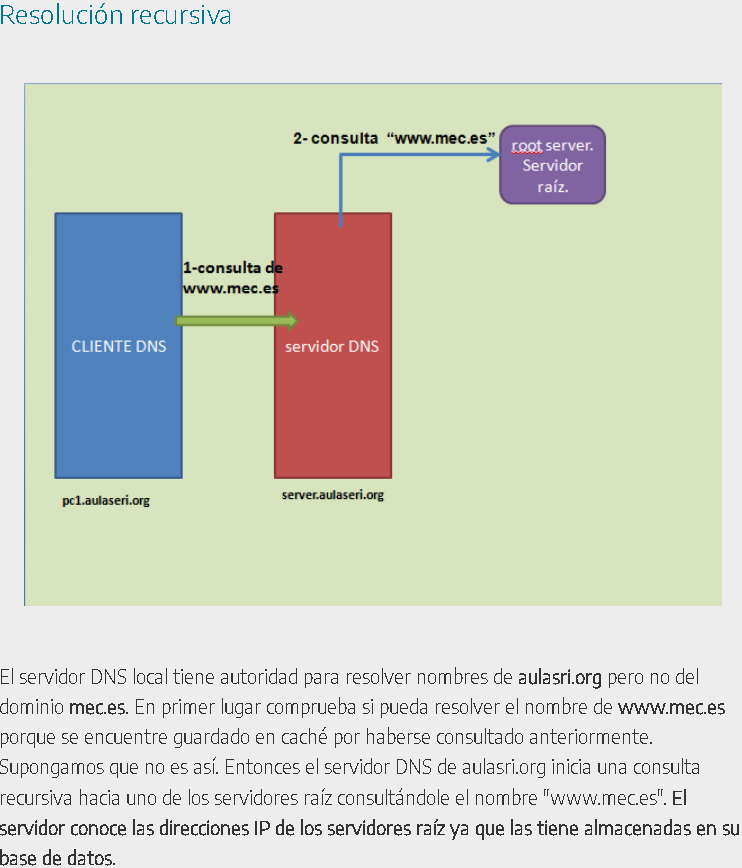 Resolución recursiva
2- consulta “www.mec.es”
root server.
Servidor
raíz.
1-consulta de
www.mec.es
CLIENTE DNS
servidor DNS
pc1.aulaseri.org
server.aulaseri.org
El servidor DNS local tiene autoridad para resolver nombres de aulasri.org pero no del
dominio mec.es. En primer lugar comprueba si pueda resolver el nombre de www.mec.es
porque se encuentre guardado en caché por haberse consultado anteriormente.
Supongamos que no es así. Entonces el servidor DNS de aulasri.org inicia una consulta
recursiva hacia uno de los servidores raíz consultándole el nombre "www.mec.es". El
servidor conoce las direcciones IP de los servidores raíz ya que las tiene almacenadas en su
base de datos.